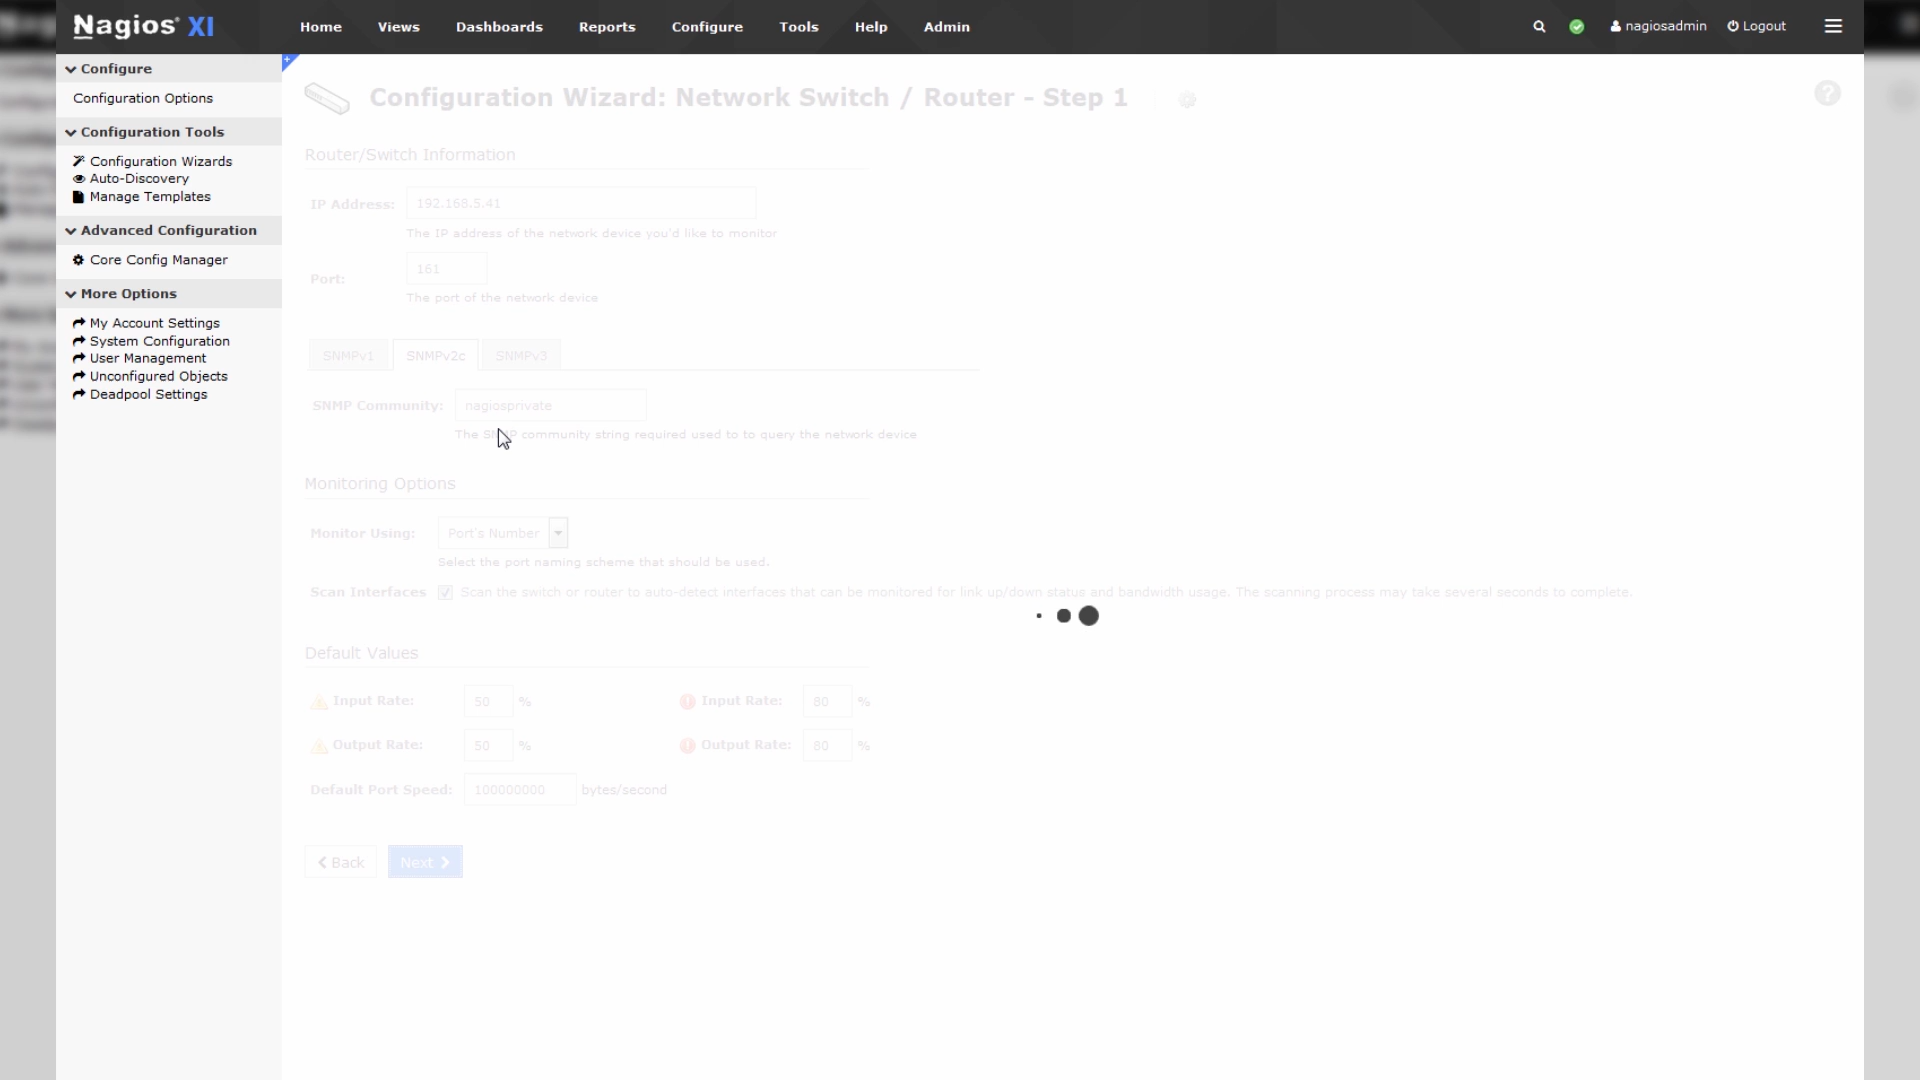 Nagios® XI
Home Views Dashboards Reports Configure Tools Help Admin
nagiosadmin Logout
Configure
Configuration Options
Configuration Tools
Configuration Wizards
Auto-Discovery
Manage Templates
Advanced Configuration
Core Config Manager
More Options
My Account Settings
System Configuration
User Management
Unconfigured Objects
Deadpool Settings
Configuration Wizard: Network Switch / Router - Step 1
Router/Switch Information
IP Address: 192.168.5.41
The IP address of the network device you'd like to monitor
Port: 161
The port of the network device
SNMPv1 SNMPv2c SNMPv3
SNMP Community: nagiosprivate
The SNMP community string required used to to query the network device
Monitoring Options
Monitor Using: Port's Number
Select the port naming scheme that should be used.
Scan Interfaces Scan the switch or router to auto-detect interfaces that can be monitored for link up/down status and bandwidth usage. The scanning process may take several seconds to complete.
Default Values
Input Rate: 50 % Input Rate: 80 %
Output Rate: 50 % Output Rate: 80 %
Default Port Speed: 100000000 bytes/second
Back Next